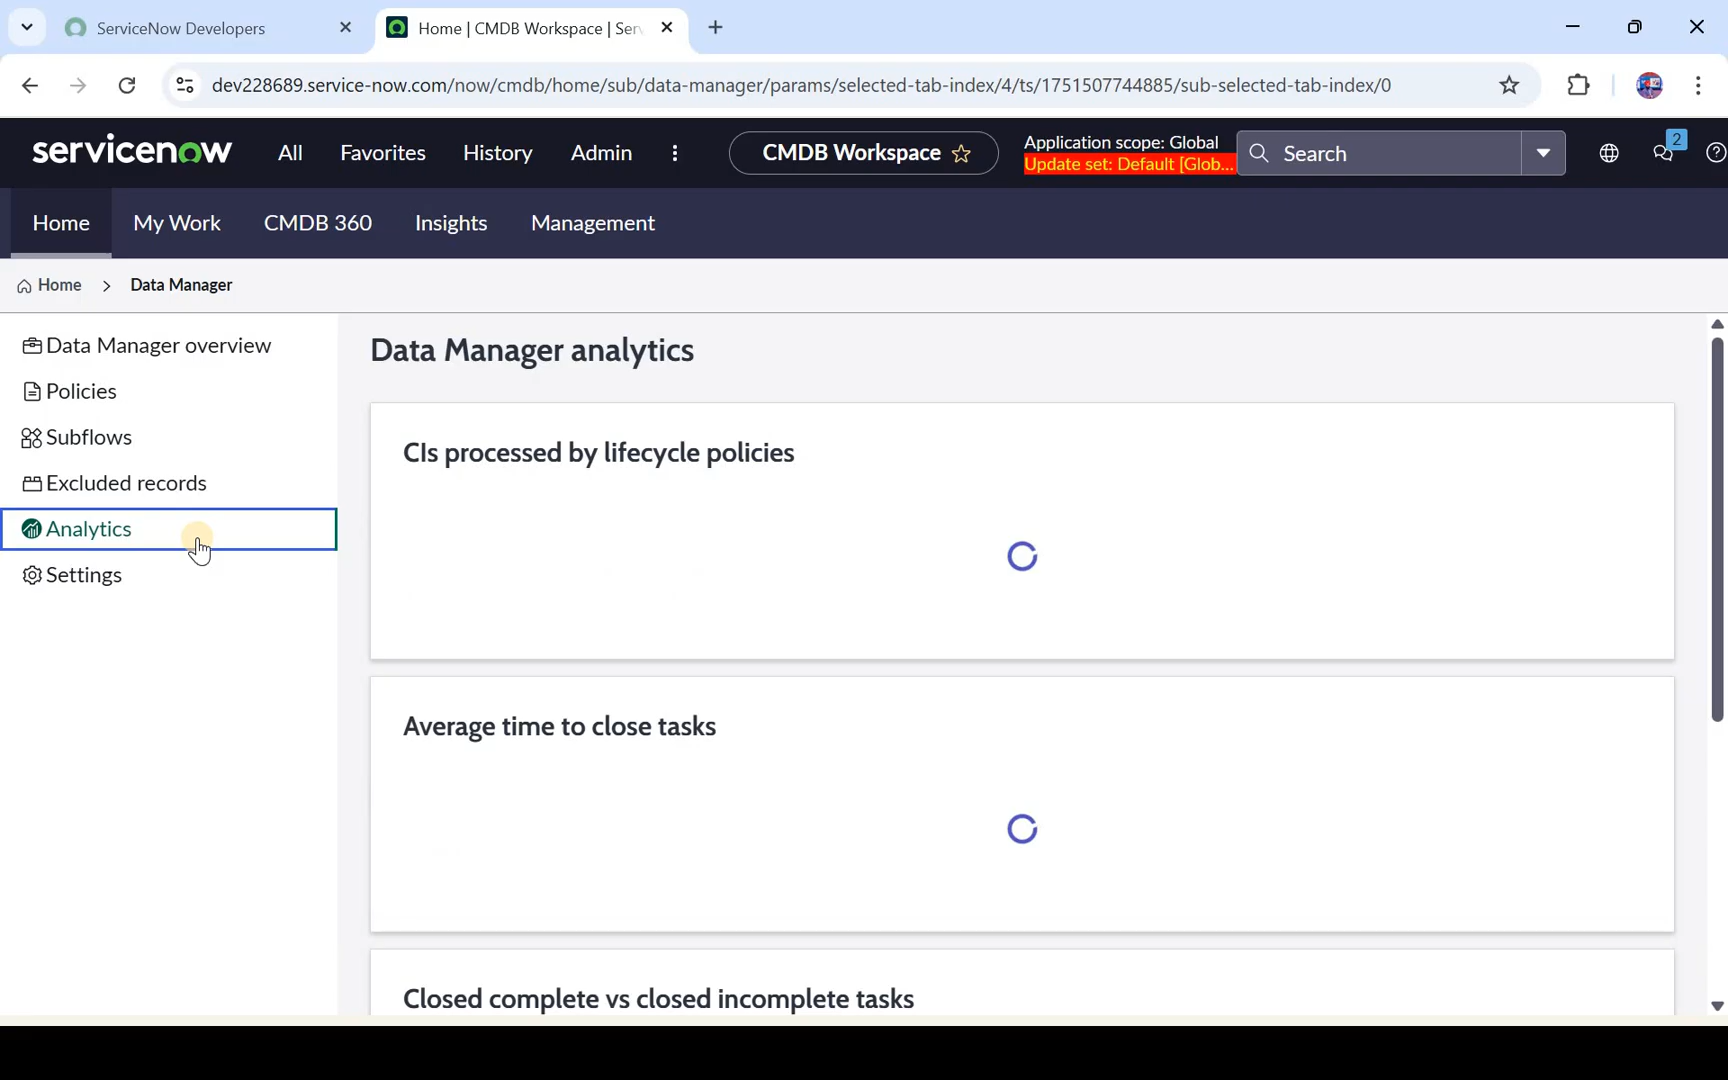 ServiceNow Developers
Home | CMDB Workspace | Serv
dev228689.service-now.com/now/cmdb/home/sub/data-manager/params/selected-tab-index/4/ts/1751507744885/sub-selected-tab-index/0
servicenow
All
Favorites
History
Admin
CMDB Workspace
Application scope: Global
Update set: Default [Glob...
Search
2
Home
My Work
CMDB 360
Insights
Management
Home
Data Manager
Data Manager overview
Policies
Subflows
Excluded records
Analytics
Settings
Data Manager analytics
CIs processed by lifecycle policies
Average time to close tasks
Closed complete vs closed incomplete tasks